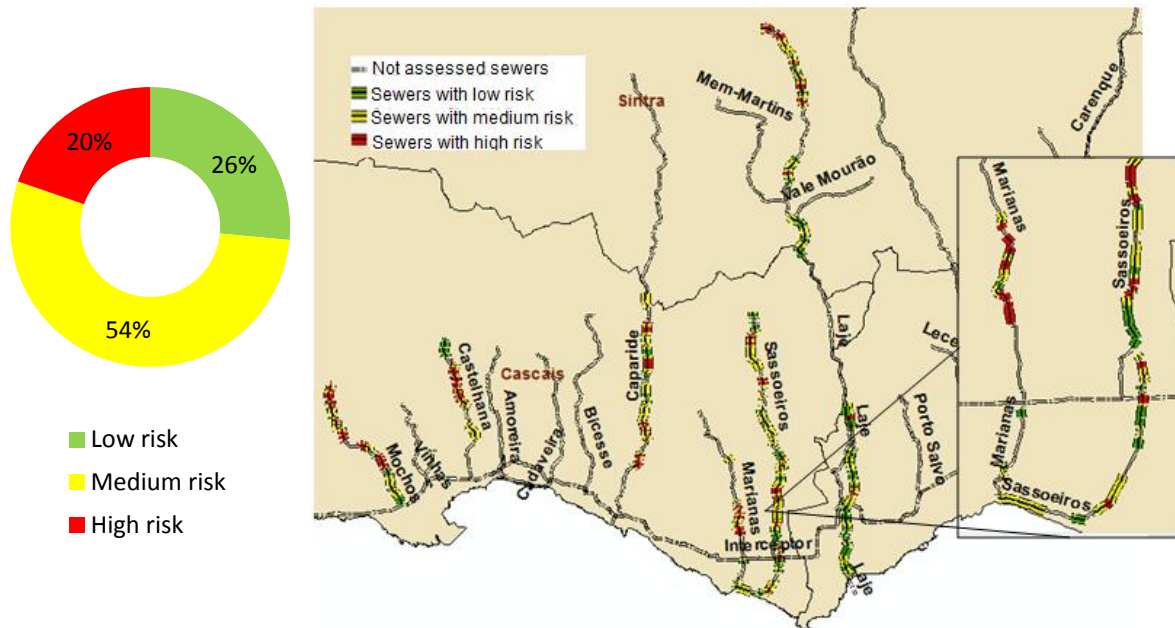 20%
26%
54%
Low risk
Medium risk
High risk
Not assessed sewers
Sewers with low risk
Sewers with medium risk
Sewers with high risk
Sintra
Mem-Martins
Vale Mourão
Carenque
Marianas
Sassoeiros
Marianas
Sassoeiros
Laje
Lece
Caparide
Sassoeiros
Castelhana
Cascais
Amoreira
Cadaveira
Bicesse
Laje
Porto Salvo
Mochos
Vinhas
Marianas
Interceptor
Laje